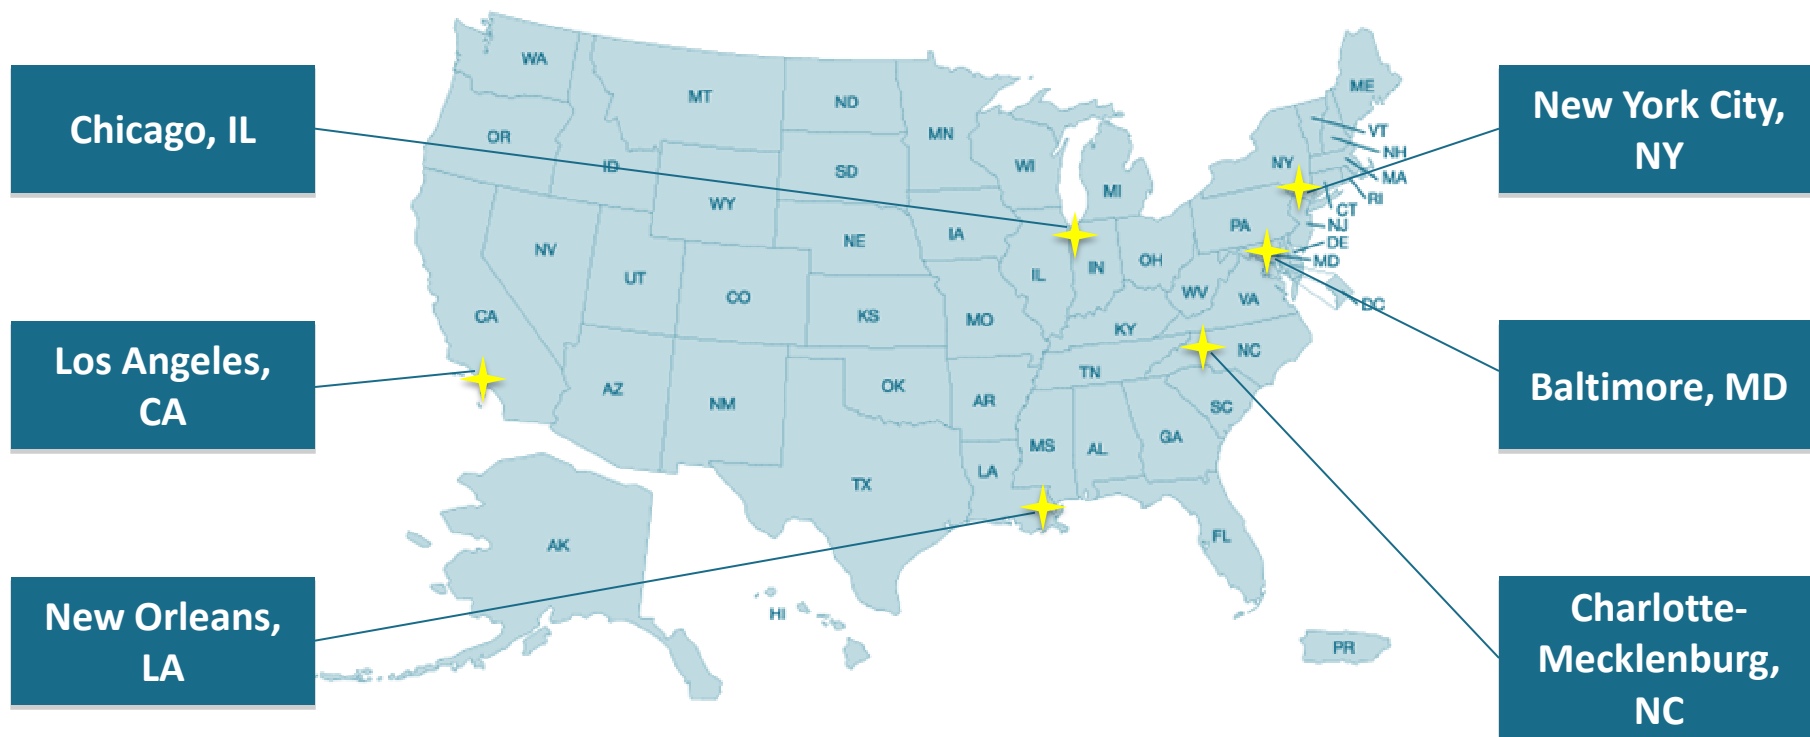 Chicago, IL
Los Angeles,
CA
New Orleans,
LA
WA
OR
ID
MT
ND
MN
SD
WY
WI
MI
NV
UT
CO
NE
IA
IL
IN
OH
CA
AZ
NM
KS
MO
OK
AR
TX
LA
MS
AL
GA
FL
SC
NC
TN
KY
WV
VA
PA
NY
ME
VT
NH
MA
RI
CT
NJ
DE
MD
DC
AK
HI
PR
New York City,
NY
Baltimore, MD
Charlotte-
Mecklenburg,
NC